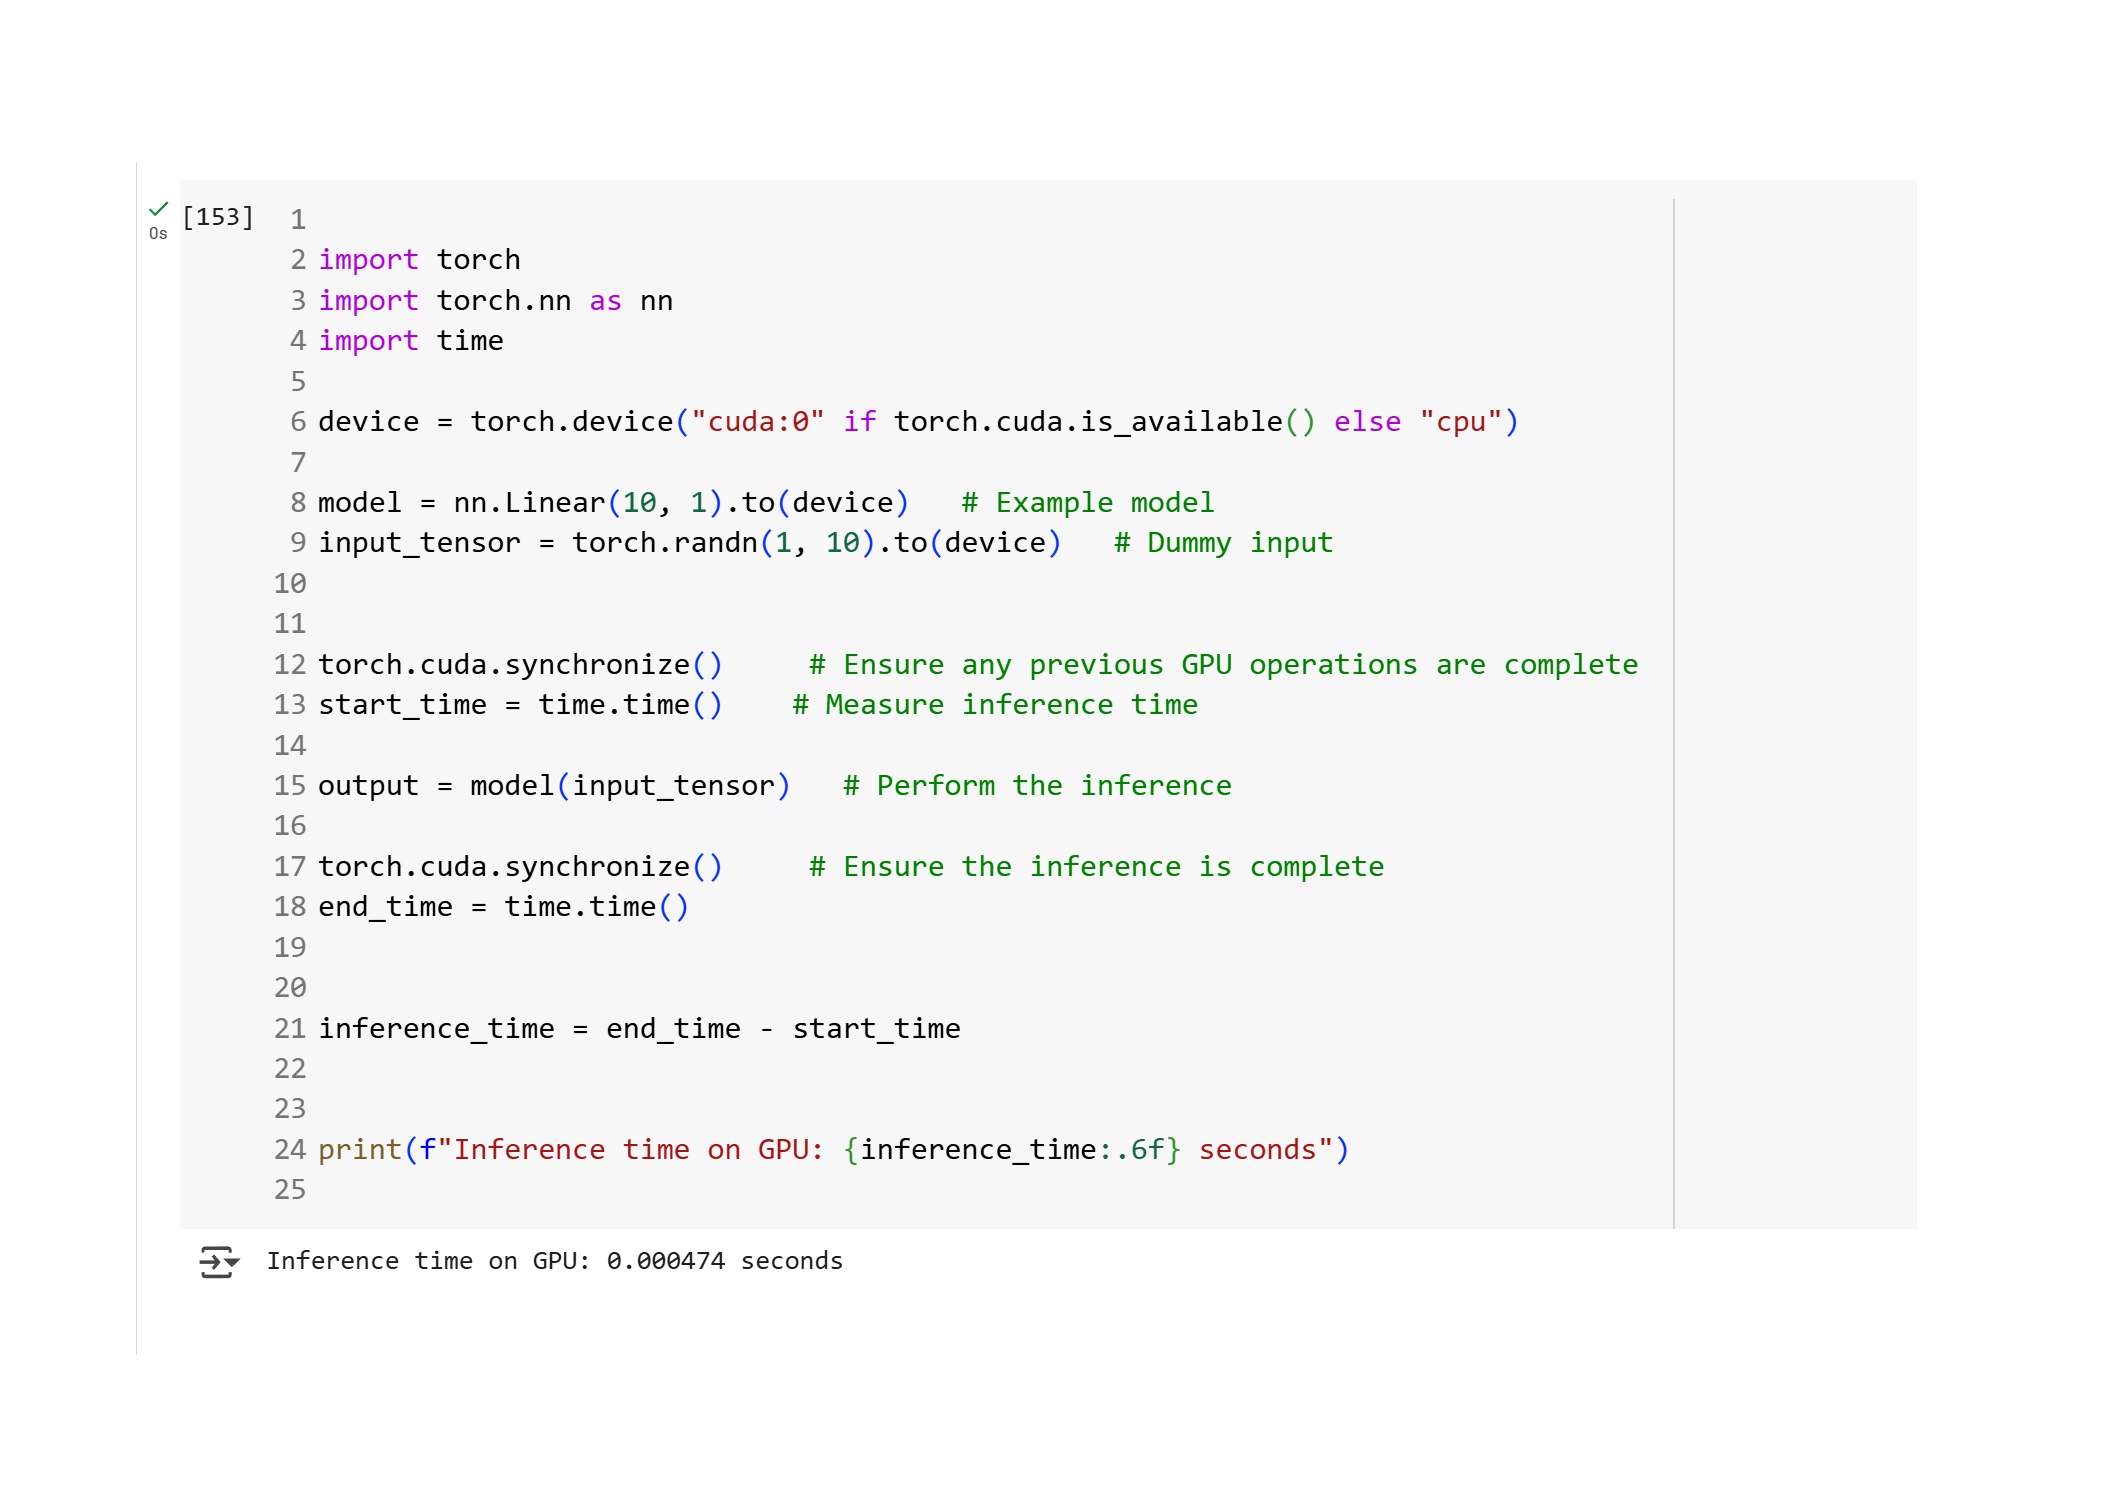 [153]
0s
1
2 import torch
3 import torch.nn as nn
4 import time
5
6 device = torch.device("cuda:0" if torch.cuda.is_available() else "cpu")
7
8 model = nn.Linear(10, 1).to(device)   # Example model
9 input_tensor = torch.randn(1, 10).to(device)   # Dummy input
10
11
12 torch.cuda.synchronize()     # Ensure any previous GPU operations are complete
13 start_time = time.time()    # Measure inference time
14
15 output = model(input_tensor)   # Perform the inference
16
17 torch.cuda.synchronize()     # Ensure the inference is complete
18 end_time = time.time()
19
20
21 inference_time = end_time - start_time
22
23
24 print(f"Inference time on GPU: {inference_time:.6f} seconds")
25
Inference time on GPU: 0.000474 seconds